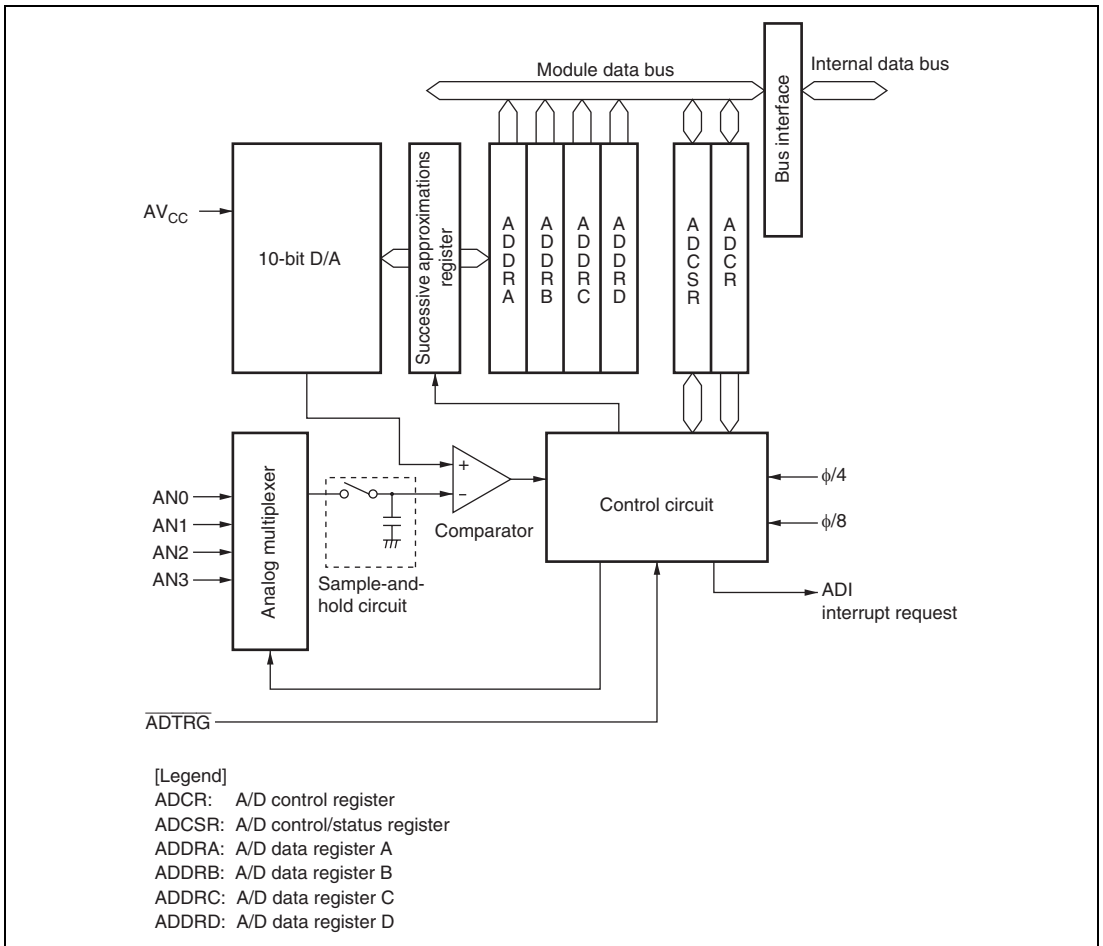 Module data bus
Internal data bus
Bus interface
AVCC
10-bit D/A
Successive approximations
register
ADDRA
ADDRB
ADDRC
ADDRD
ADCSR
ADCR
+
−
Comparator
Control circuit
ϕ/4
ϕ/8
AN0
AN1
AN2
AN3
Analog multiplexer
Sample-and-
hold circuit
ADI
interrupt request
ADTRG
[Legend]
ADCR: A/D control register
ADCSR: A/D control/status register
ADDRA: A/D data register A
ADDRB: A/D data register B
ADDRC: A/D data register C
ADDRD: A/D data register D